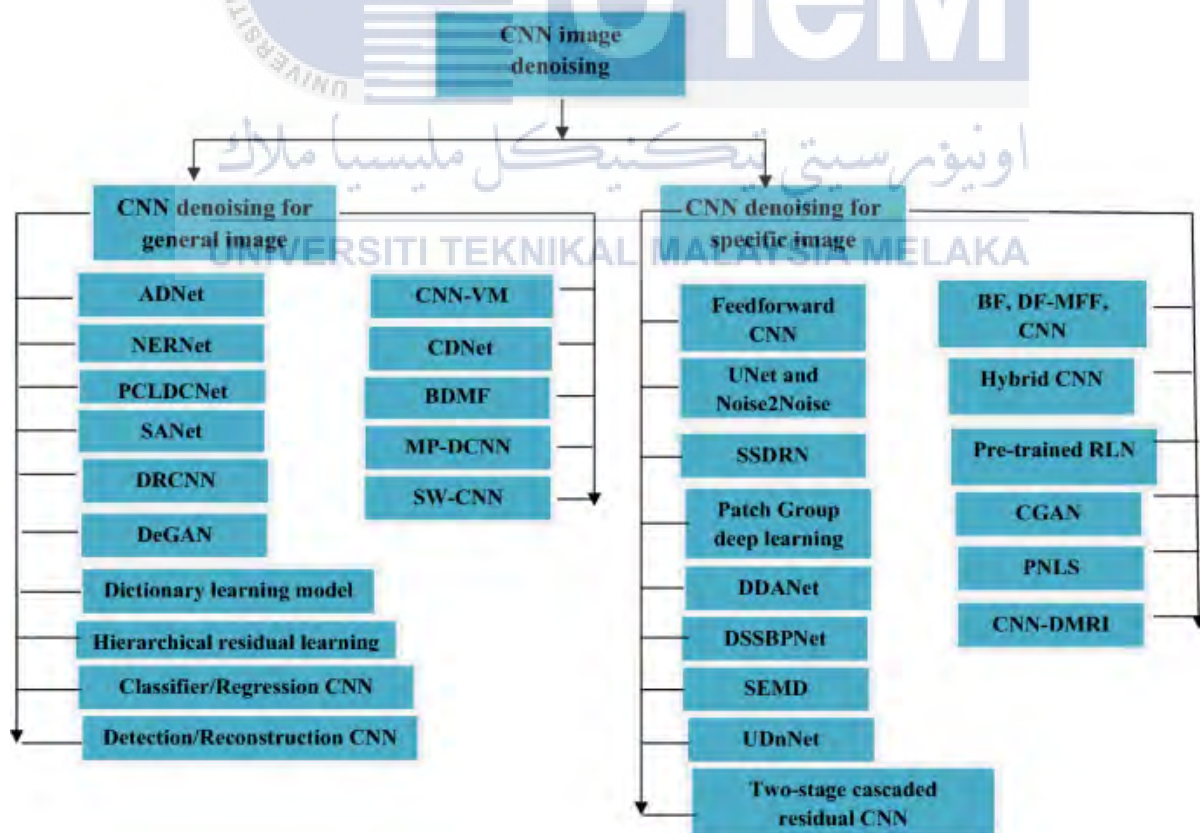 UTeM
CNN image
denoising
اونيۏرسيتي تيكنيكل مليسيا ملاك
UNIVERSITI TEKNIKAL MALAYSIA MELAKA
CNN denoising for
general image
ADNet
NERNet
PCLDCNet
SANet
DRCNN
DeGAN
Dictionary learning model
Hierarchical residual learning
Classifier/Regression CNN
Detection/Reconstruction CNN
CNN-VM
CDNet
BDMF
MP-DCNN
SW-CNN
CNN denoising for
specific image
Feedforward
CNN
UNet and
Noise2Noise
SSDRN
Patch Group
deep learning
DDANet
DSSBPNet
SEMD
UDnNet
Two-stage cascaded
residual CNN
BF, DF-MFF,
CNN
Hybrid CNN
Pre-trained RLN
CGAN
PNLS
CNN-DMRI